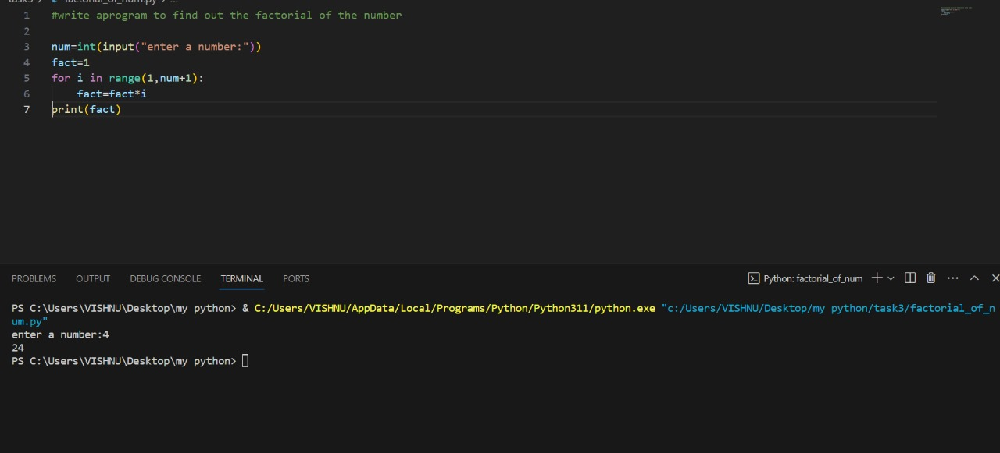 task3 > factorial_of_num.py > ...
1 #write aprogram to find out the factorial of the number
2
3 num=int(input("enter a number:"))
4 fact=1
5 for i in range(1,num+1):
6     fact=fact*i
7 print(fact)
PROBLEMS OUTPUT DEBUG CONSOLE TERMINAL PORTS Python: factorial_of_num
PS C:\Users\VISHNU\Desktop\my python> & C:/Users/VISHNU/AppData/Local/Programs/Python/Python311/python.exe "c:/Users/VISHNU/Desktop/my python/task3/factorial_of_n
um.py"
enter a number:4
24
PS C:\Users\VISHNU\Desktop\my python>